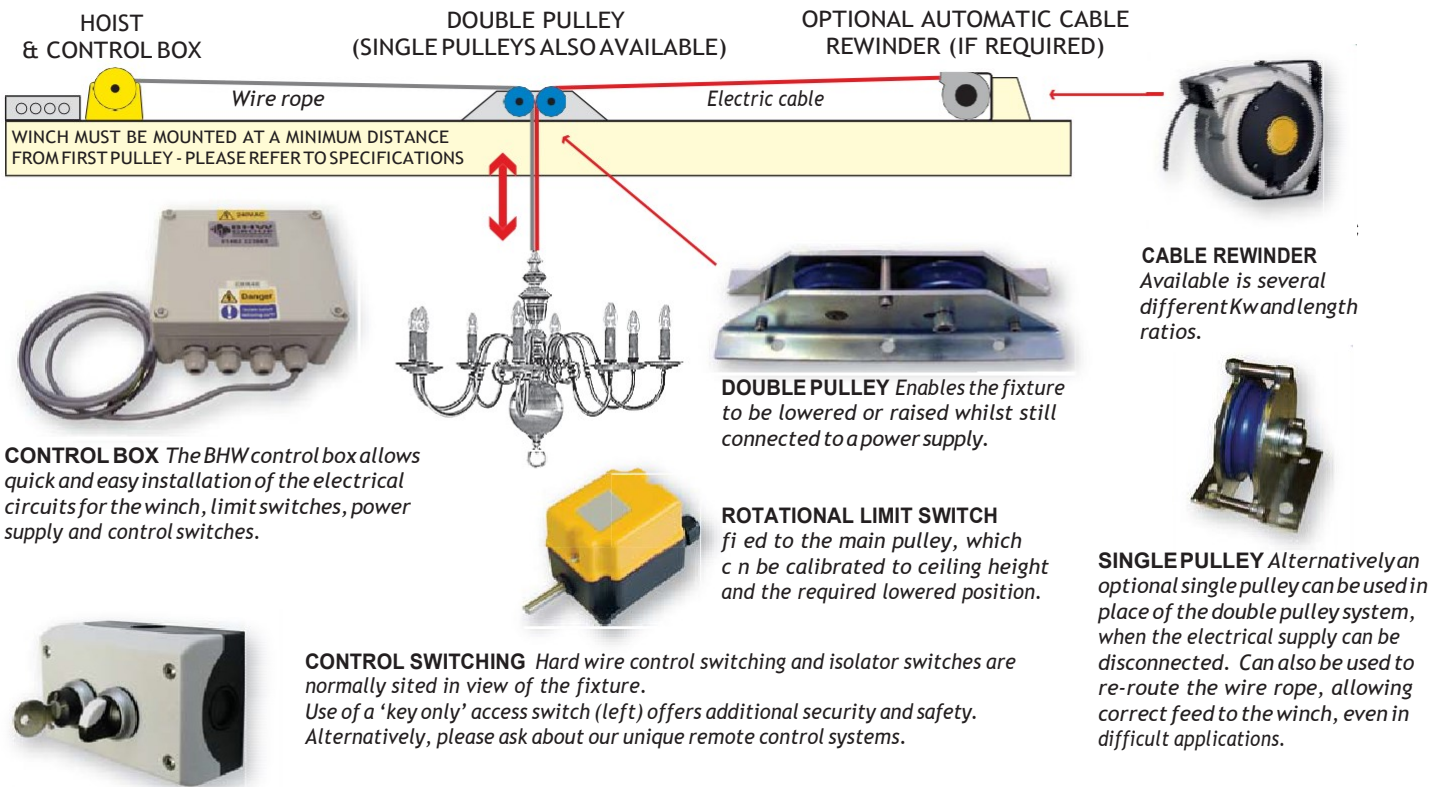 HOIST
& CONTROL BOX
DOUBLE PULLEY
(SINGLE PULLEYS ALSO AVAILABLE)
OPTIONAL AUTOMATIC CABLE
REWINDER (IF REQUIRED)
Wire rope
Electric cable
WINCH MUST BE MOUNTED AT A MINIMUM DISTANCE
FROM FIRST PULLEY - PLEASE REFER TO SPECIFICATIONS
240VAC
BHW
GROUP
Danger
CABLE REWINDER
Available is several
different Kw and length
ratios.
DOUBLE PULLEY Enables the fixture
to be lowered or raised whilst still
connected to a power supply.
CONTROL BOX The BHW control box allows
quick and easy installation of the electrical
circuits for the winch, limit switches, power
supply and control switches.
ROTATIONAL LIMIT SWITCH
fi ed to the main pulley, which
c n be calibrated to ceiling height
and the required lowered position.
SINGLE PULLEY Alternatively an
optional single pulley can be used in
place of the double pulley system,
when the electrical supply can be
disconnected. Can also be used to
re-route the wire rope, allowing
correct feed to the winch, even in
difficult applications.
CONTROL SWITCHING Hard wire control switching and isolator switches are
normally sited in view of the fixture.
Use of a ‘key only’ access switch (left) offers additional security and safety.
Alternatively, please ask about our unique remote control systems.